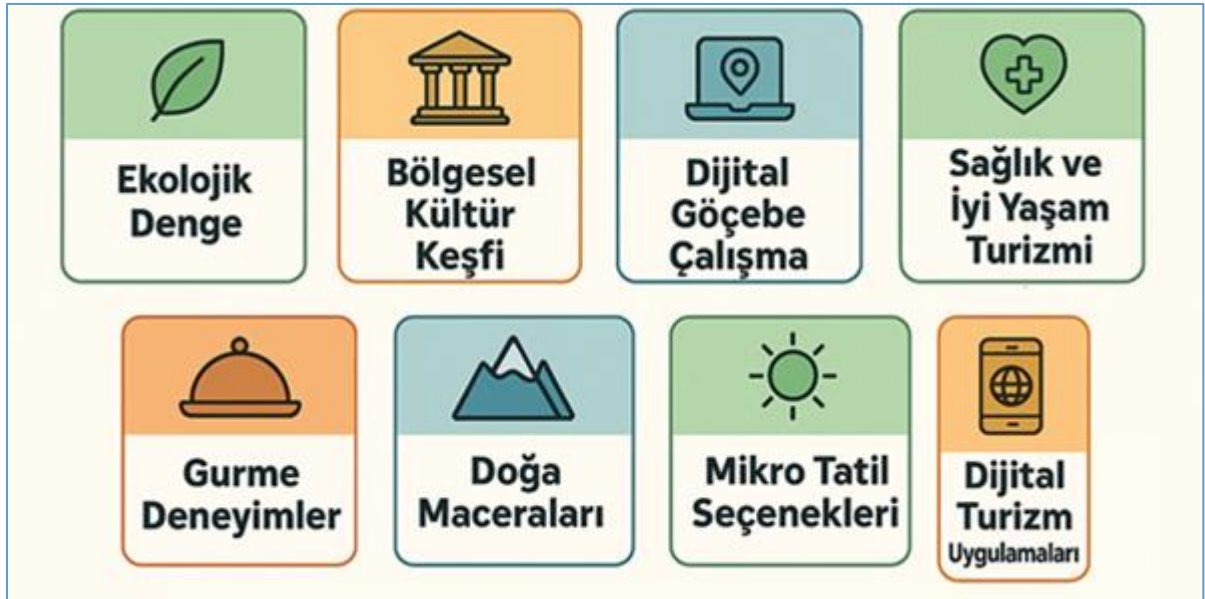 Ekolojik
Denge
Bölgesel
Kültür
Keşfi
Dijital
Göçebe
Çalışma
Sağlık ve
İyi Yaşam
Turizmi
Gurme
Deneyimler
Doğa
Maceraları
Mikro Tatil
Seçenekleri
Dijital
Turizm
Uygulamaları